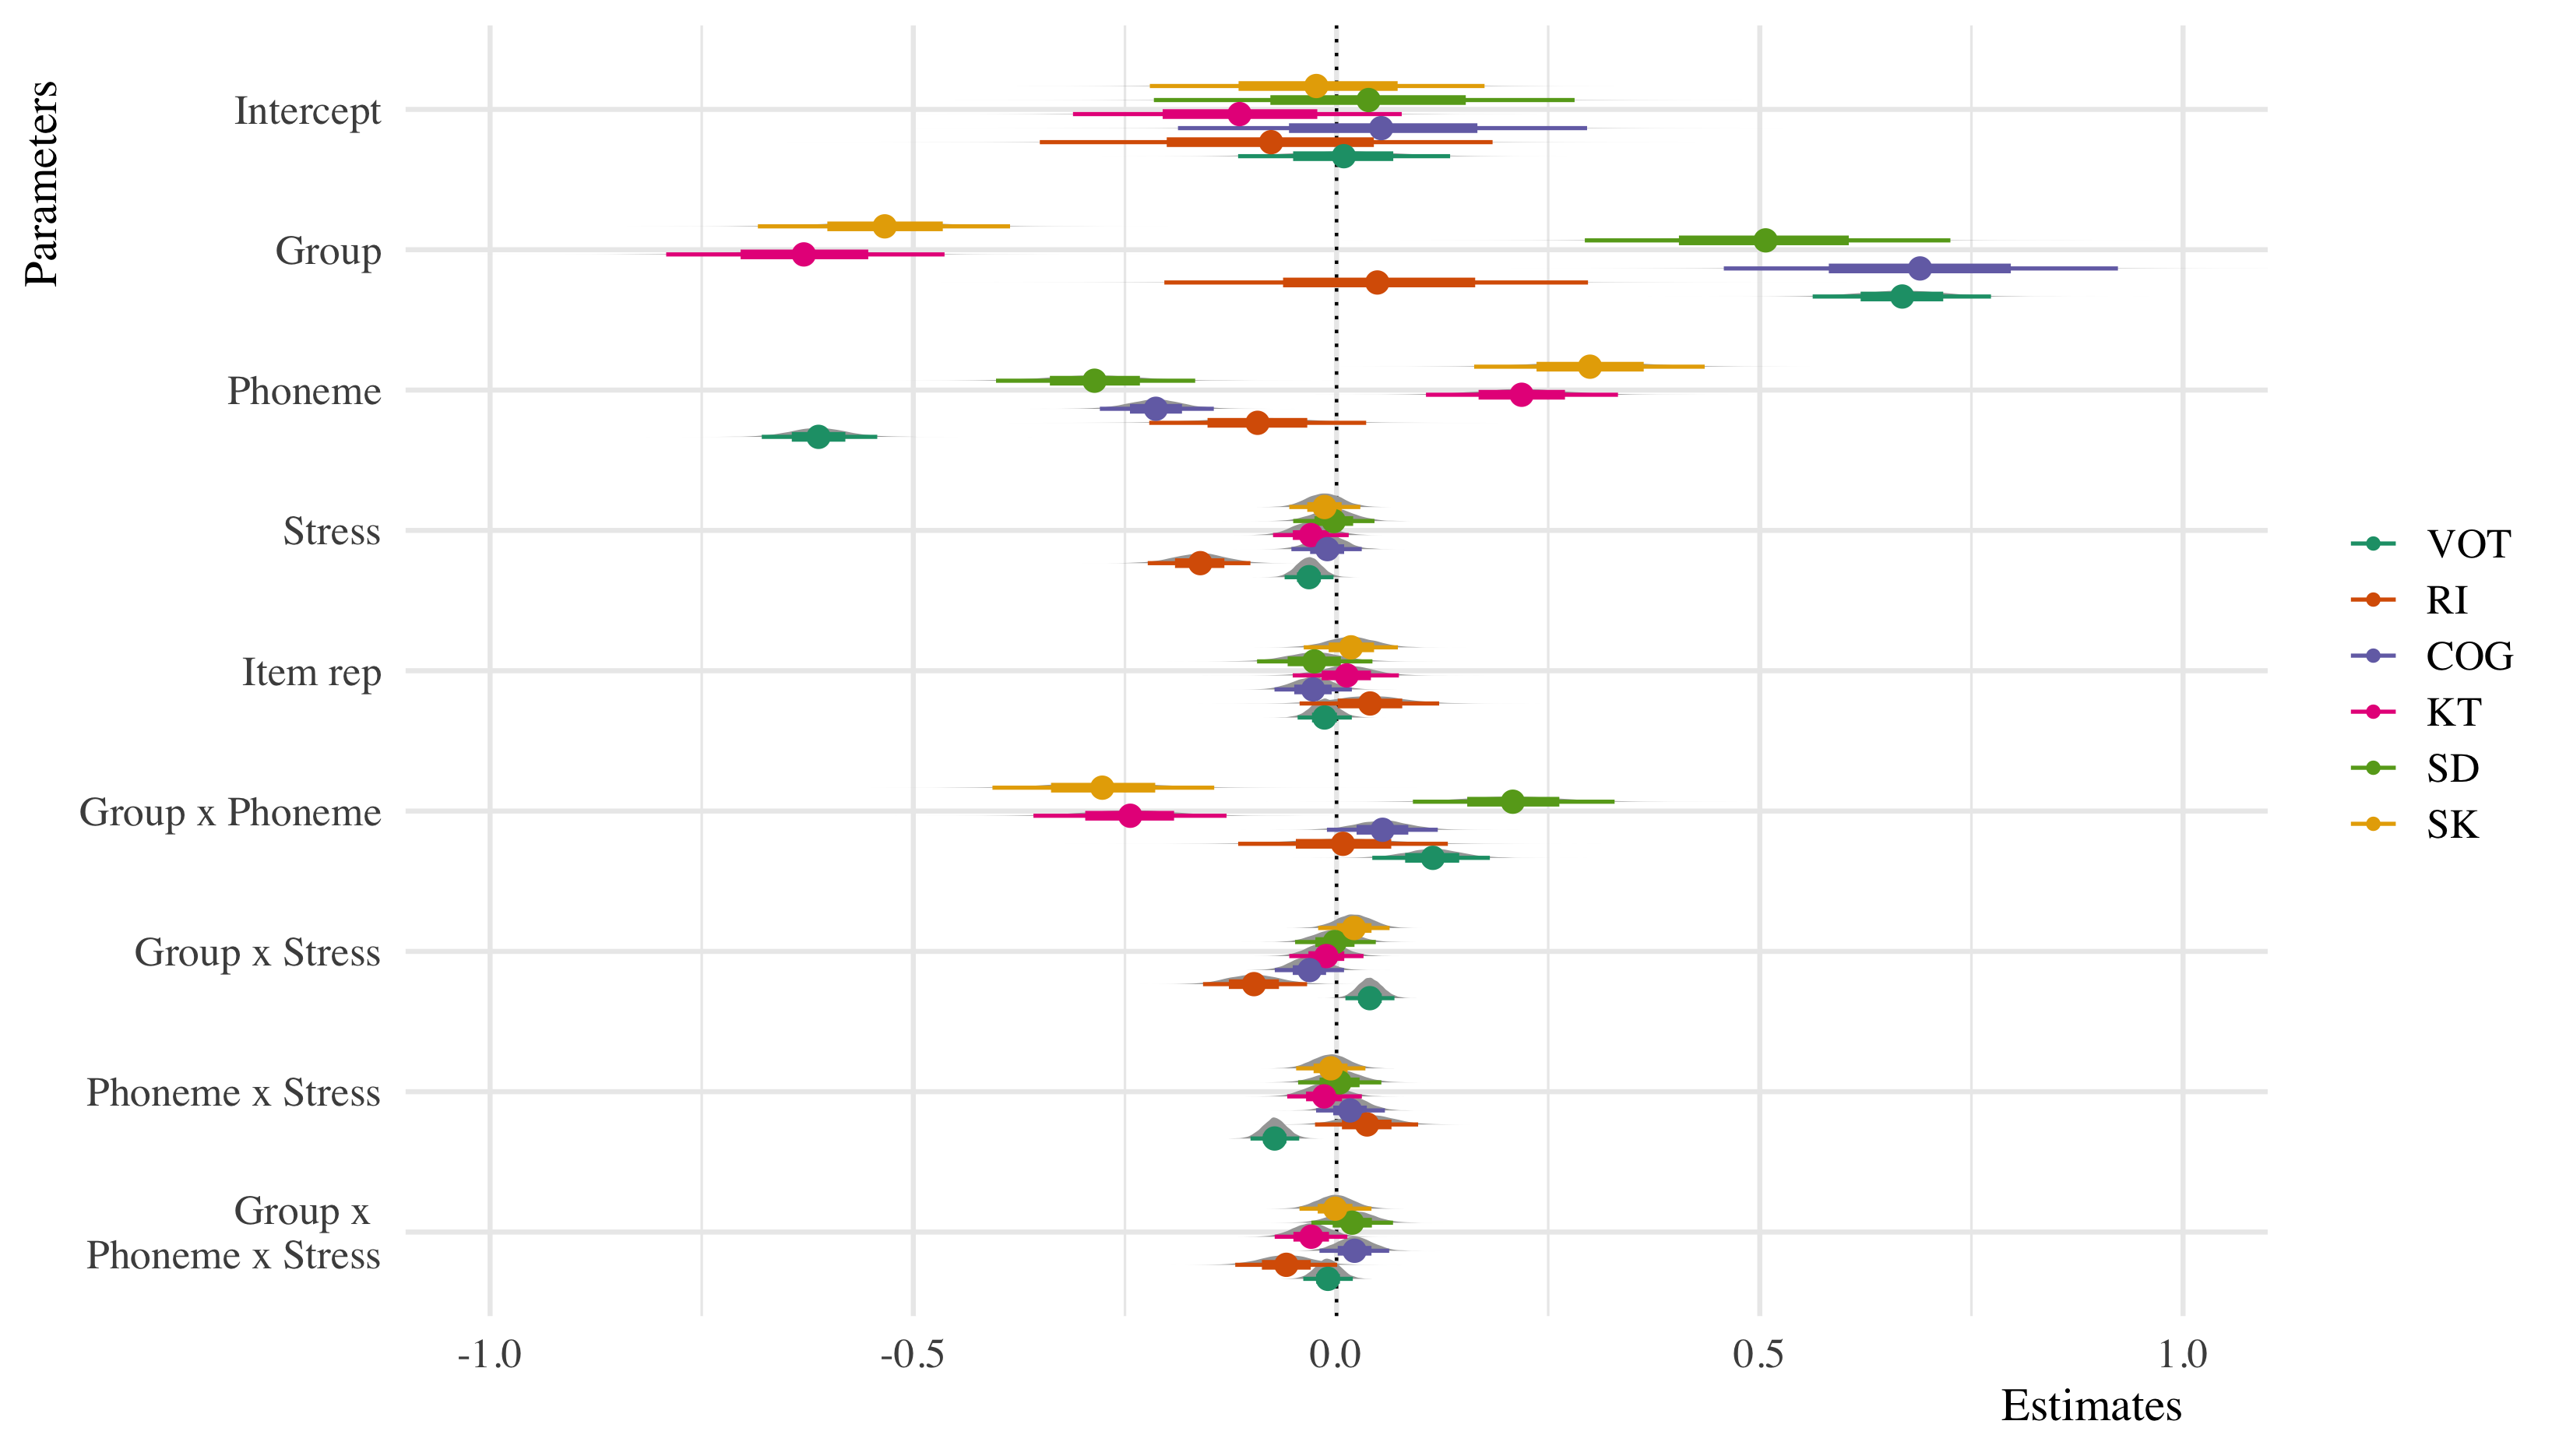 Parameters
Intercept
Group
Phoneme
Stress
Item rep
Group x Phoneme
Group x Stress
Phoneme x Stress
Group x
Phoneme x Stress
-1.0
-0.5
0.0
0.5
1.0
Estimates
VOT
RI
COG
KT
SD
SK